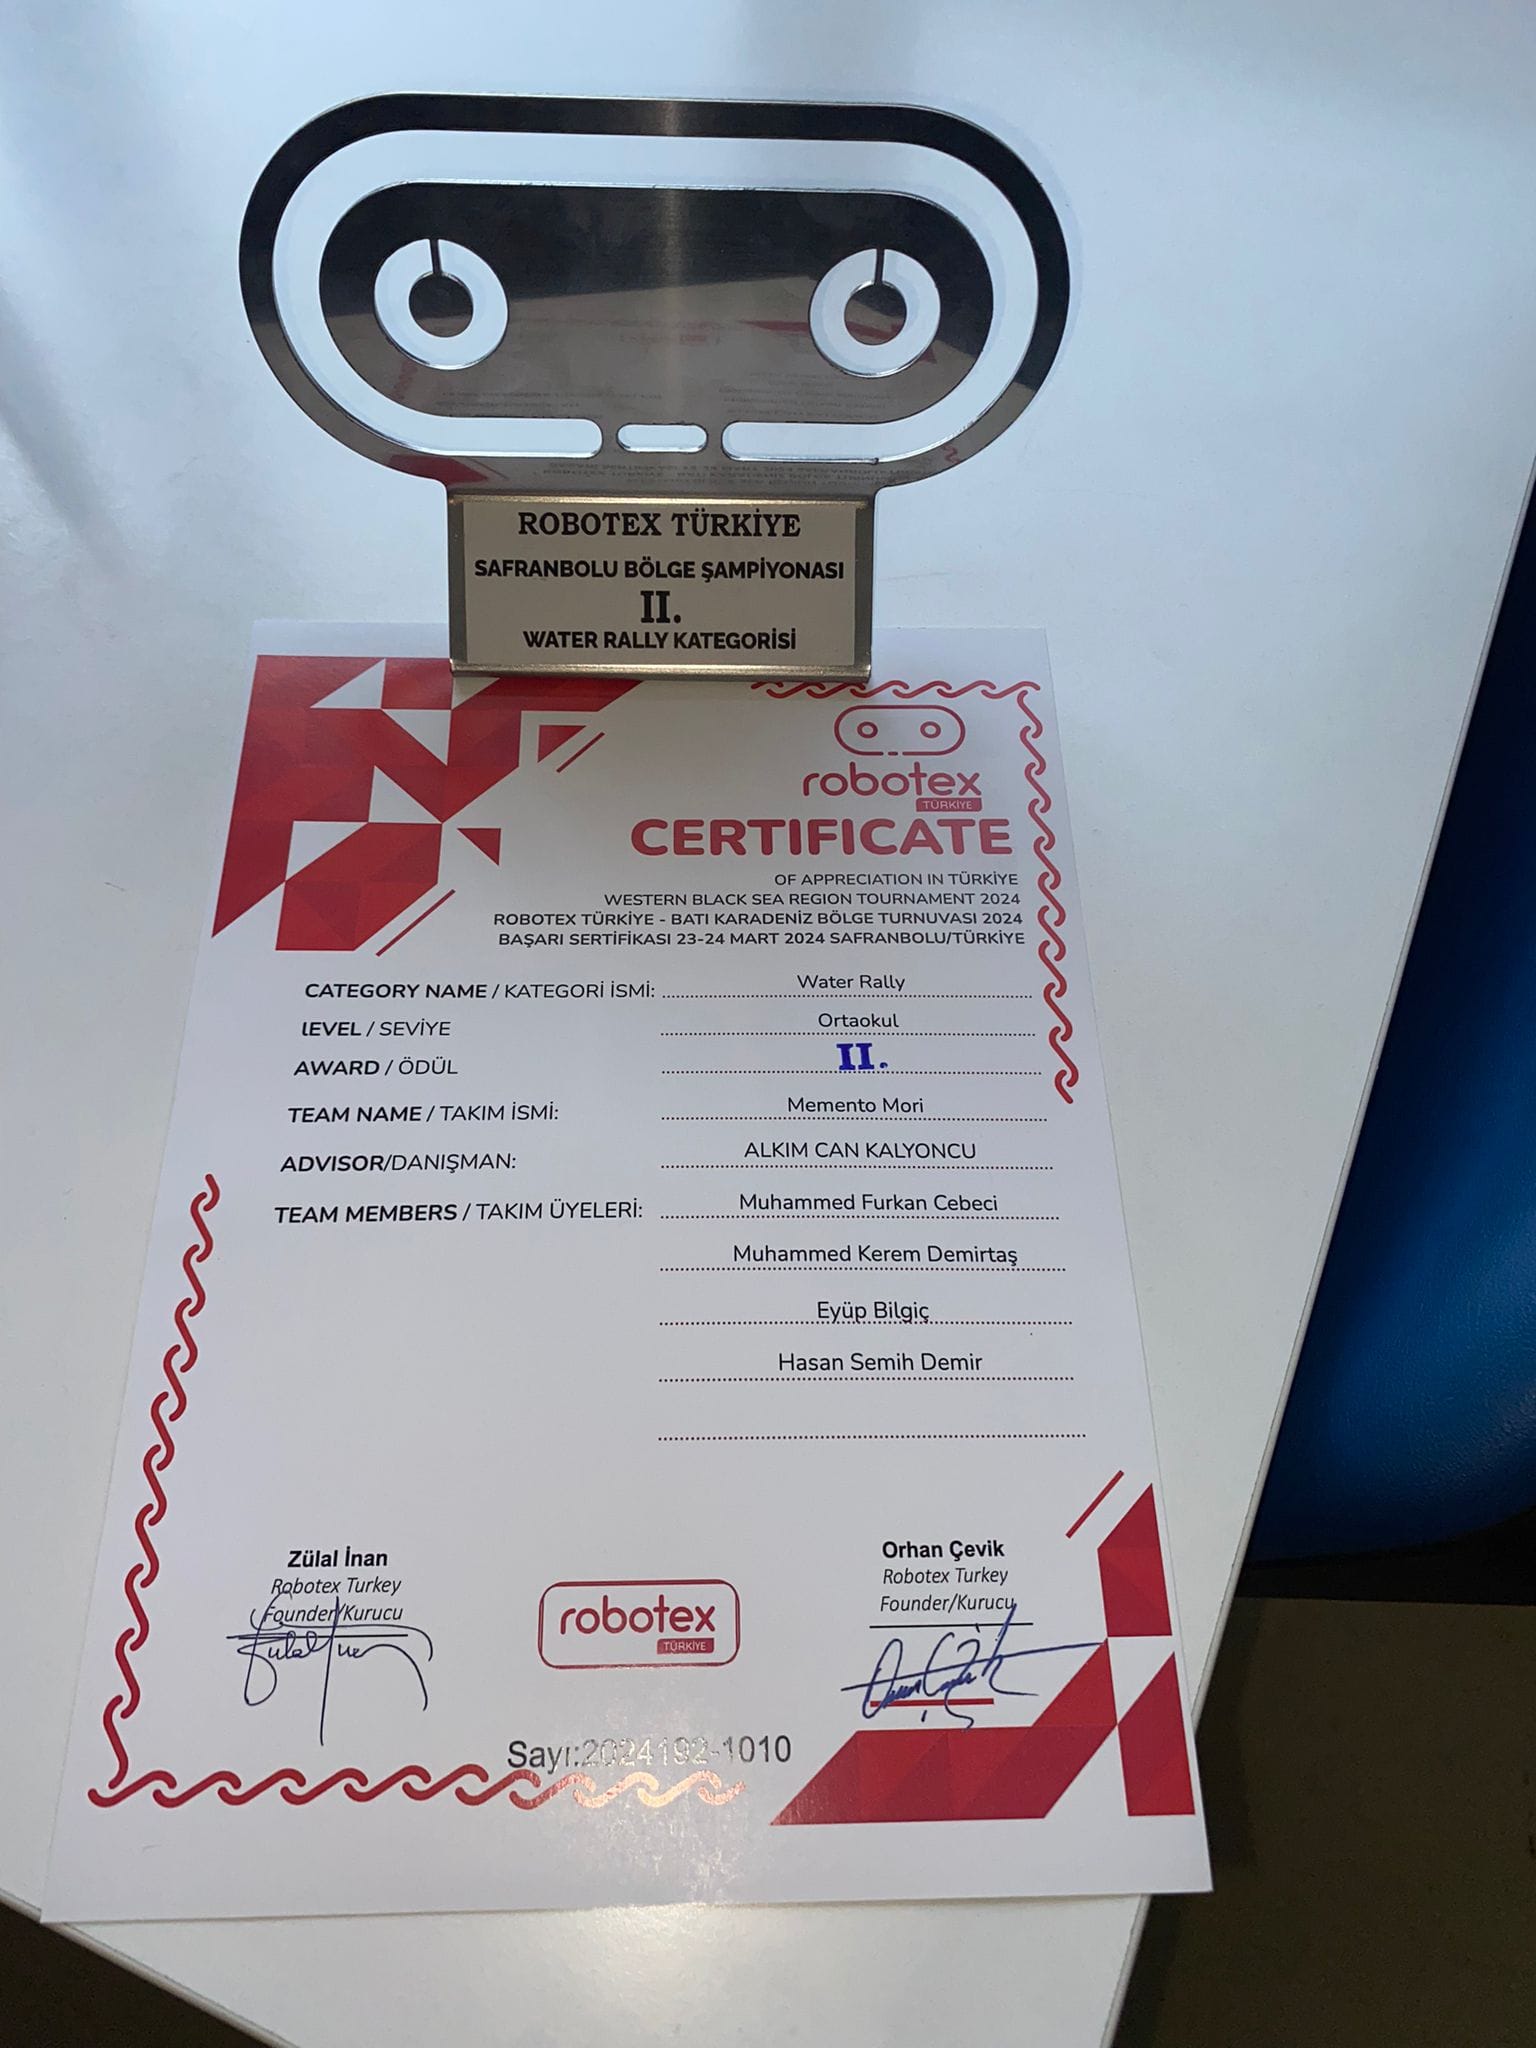 ROBOTEX TÜRKİYE
SAFRANBOLU BÖLGE ŞAMPİYONASI
II.
WATER RALLY KATEGORİSİ
robotex
TÜRKİYE
CERTIFICATE
OF APPRECIATION IN TÜRKİYE
WESTERN BLACK SEA REGION TOURNAMENT 2024
ROBOTEX TÜRKİYE - BATI KARADENİZ BÖLGE TURNUVASI 2024
BAŞARI SERTİFİKASI 23-24 MART 2024 SAFRANBOLU/TÜRKİYE
CATEGORY NAME / KATEGORİ İSMİ: Water Rally
lEVEL / SEVİYE Ortaokul
AWARD / ÖDÜL II.
TEAM NAME / TAKIM İSMİ: Memento Mori
ADVISOR/DANIŞMAN: ALKIM CAN KALYONCU
TEAM MEMBERS / TAKIM ÜYELERİ: Muhammed Furkan Cebeci
Muhammed Kerem Demirtaş
Eyüp Bilgiç
Hasan Semih Demir
Zülal İnan
Robotex Turkey
Founder/Kurucu
robotex
TÜRKİYE
Orhan Çevik
Robotex Turkey
Founder/Kurucu
Sayı:2024192-1010